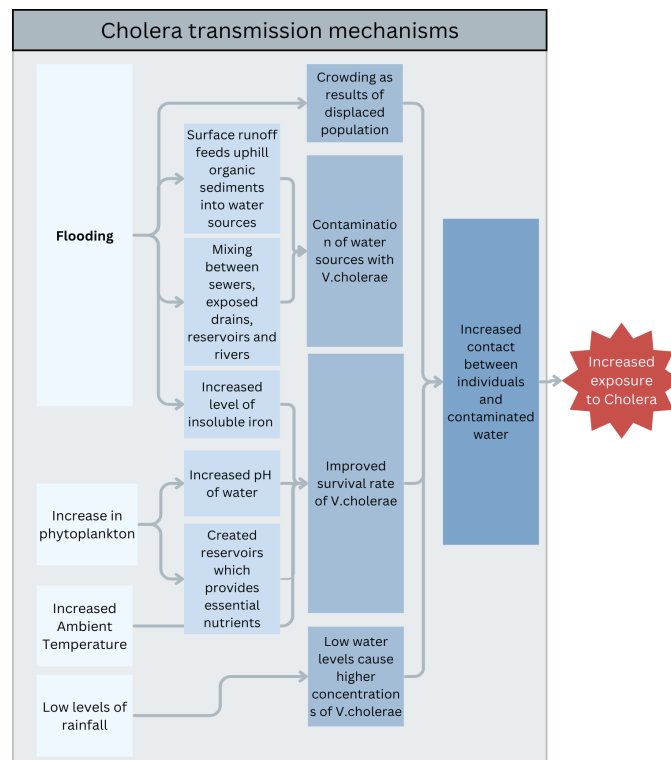 Cholera transmission mechanisms
Flooding
Increase in
phytoplankton
Increased
Ambient
Temperature
Low levels of
rainfall
Surface runoff
feeds uphill
organic
sediments
into water
sources
Mixing
between
sewers,
exposed
drains,
reservoirs and
rivers
Increased
level of
insoluble iron
Increased pH
of water
Created
reservoirs
which
provides
essential
nutrients
Crowding as
results of
displaced
population
Contaminatio
n of water
sources with
V.cholerae
Improved
survival rate
of V.cholerae
Low water
levels cause
higher
concentration
s of V.cholerae
Increased
contact
between
individuals
and
contaminated
water
Increased
exposure
to Cholera